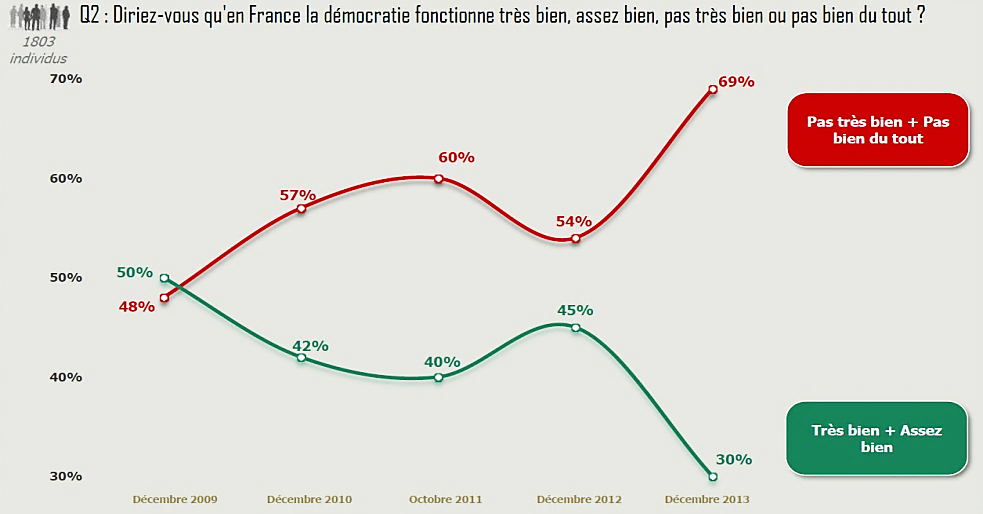 Q2 : Diriez-vous qu'en France la démocratie fonctionne très bien, assez bien, pas très bien ou pas bien du tout ?
1803
individus
70%
69%
Pas très bien + Pas
bien du tout
60%
60%
57%
54%
50%
50%
48%
45%
42%
40%
40%
Très bien + Assez
bien
30%
30%
Décembre 2009
Décembre 2010
Octobre 2011
Décembre 2012
Décembre 2013